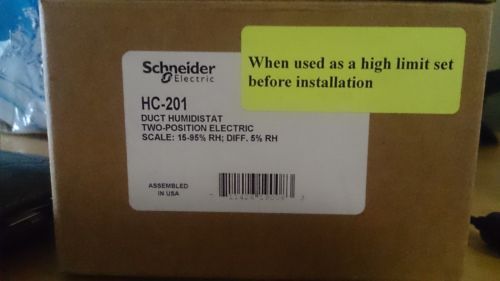 Schneider
Electric
When used as a high limit set
before installation
HC-201
DUCT HUMIDISTAT
TWO-POSITION ELECTRIC
SCALE: 15-95% RH; DIFF. 5% RH
ASSEMBLED
IN USA